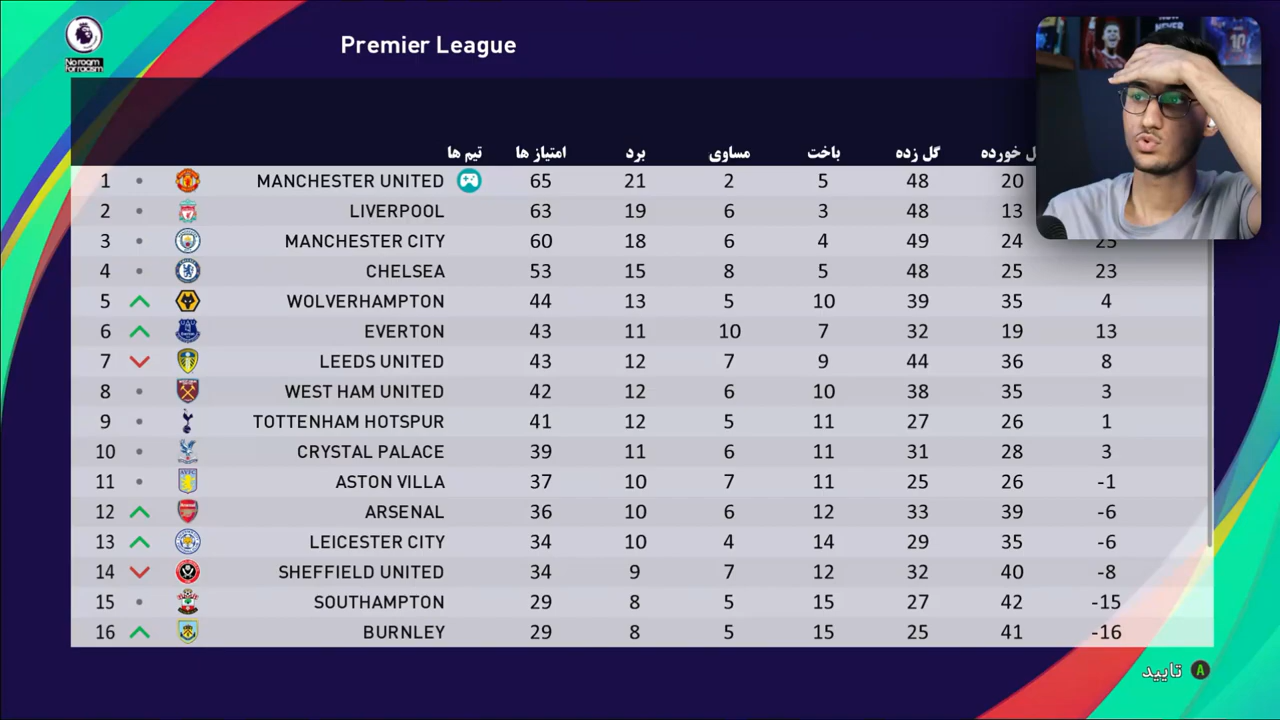 Premier League
No room
for racism
NEVER
10
تیم ها امتیاز ها برد مساوی باخت گل زده ل خورده
1 MANCHESTER UNITED 65 21 2 5 48 20
2 LIVERPOOL 63 19 6 3 48 13
3 MANCHESTER CITY 60 18 6 4 49 24 25
4 CHELSEA 53 15 8 5 48 25 23
5 WOLVERHAMPTON 44 13 5 10 39 35 4
6 EVERTON 43 11 10 7 32 19 13
7 LEEDS UNITED 43 12 7 9 44 36 8
8 WEST HAM UNITED 42 12 6 10 38 35 3
9 TOTTENHAM HOTSPUR 41 12 5 11 27 26 1
10 CRYSTAL PALACE 39 11 6 11 31 28 3
11 ASTON VILLA 37 10 7 11 25 26 -1
12 ARSENAL 36 10 6 12 33 39 -6
13 LEICESTER CITY 34 10 4 14 29 35 -6
14 SHEFFIELD UNITED 34 9 7 12 32 40 -8
15 SOUTHAMPTON 29 8 5 15 27 42 -15
16 BURNLEY 29 8 5 15 25 41 -16
تایید A